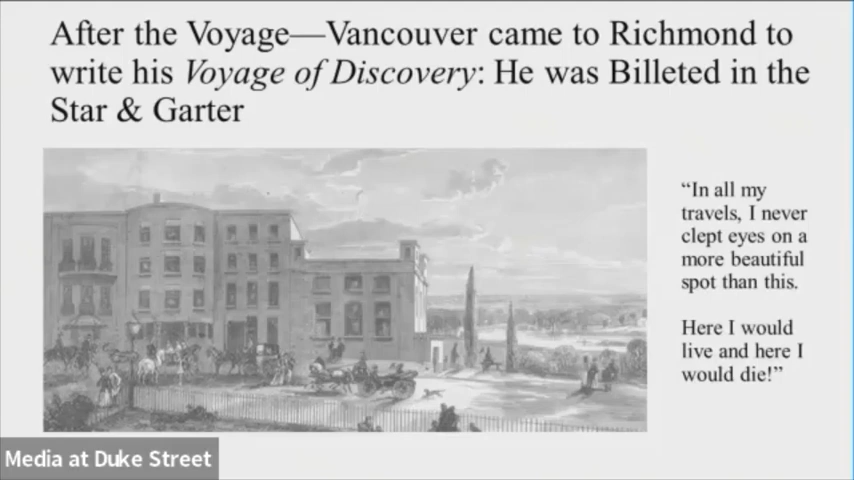 After the Voyage—Vancouver came to Richmond to
write his Voyage of Discovery: He was Billeted in the
Star & Garter
“In all my
travels, I never
clept eyes on a
more beautiful
spot than this.
Here I would
live and here I
would die!”
Media at Duke Street